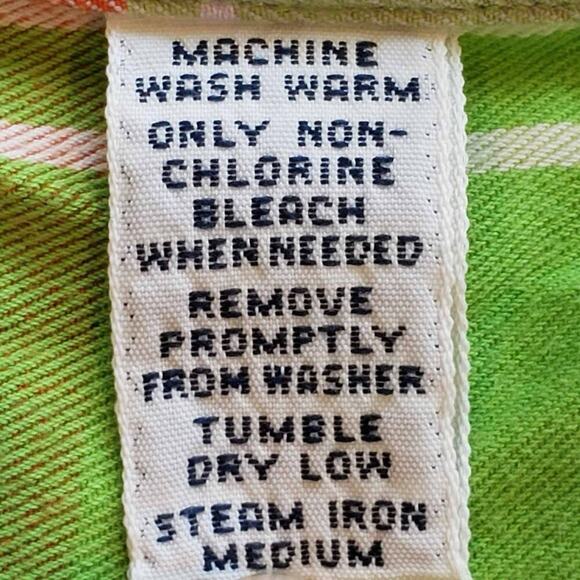 MACHINE
WASH WARM
ONLY NON-
CHLORINE
BLEACH
WHEN NEEDED
REMOVE
PROMPTLY
FROM WASHER
TUMBLE
DRY LOW
STEAM IRON
MEDIUM